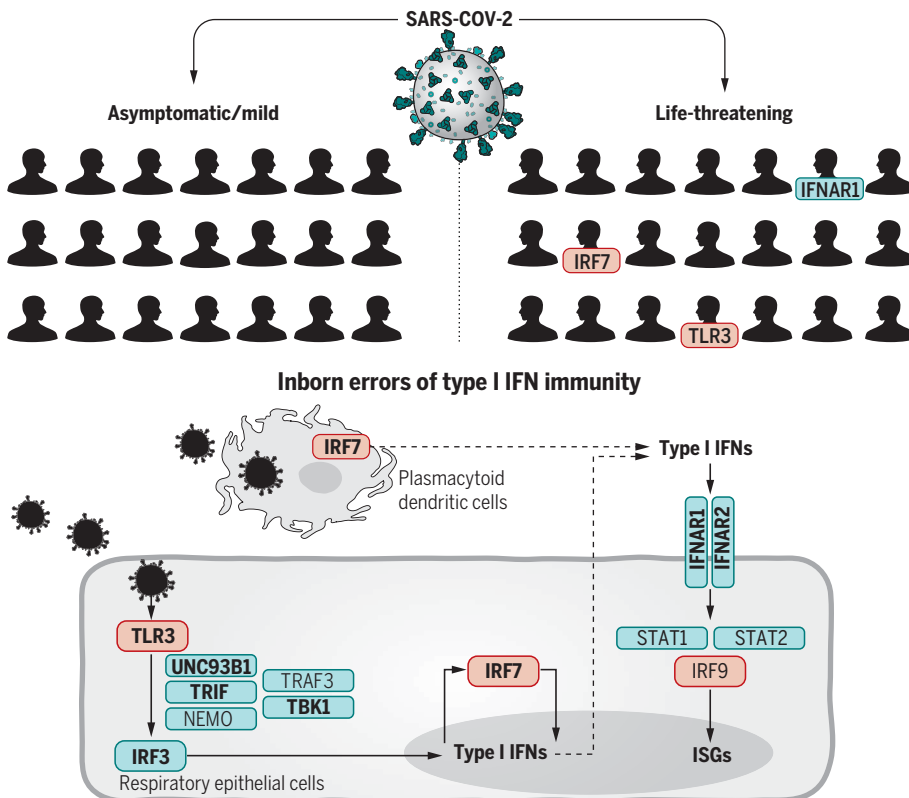 SARS-COV-2
Asymptomatic/mild
Life-threatening
IFNAR1
IRF7
TLR3
Inborn errors of type I IFN immunity
IRF7
Plasmacytoid
dendritic cells
Type I IFNs
IFNAR1
IFNAR2
TLR3
UNC93B1
TRIF
NEMO
TRAF3
TBK1
IRF3
Respiratory epithelial cells
IRF7
Type I IFNs
STAT1
STAT2
IRF9
ISGs